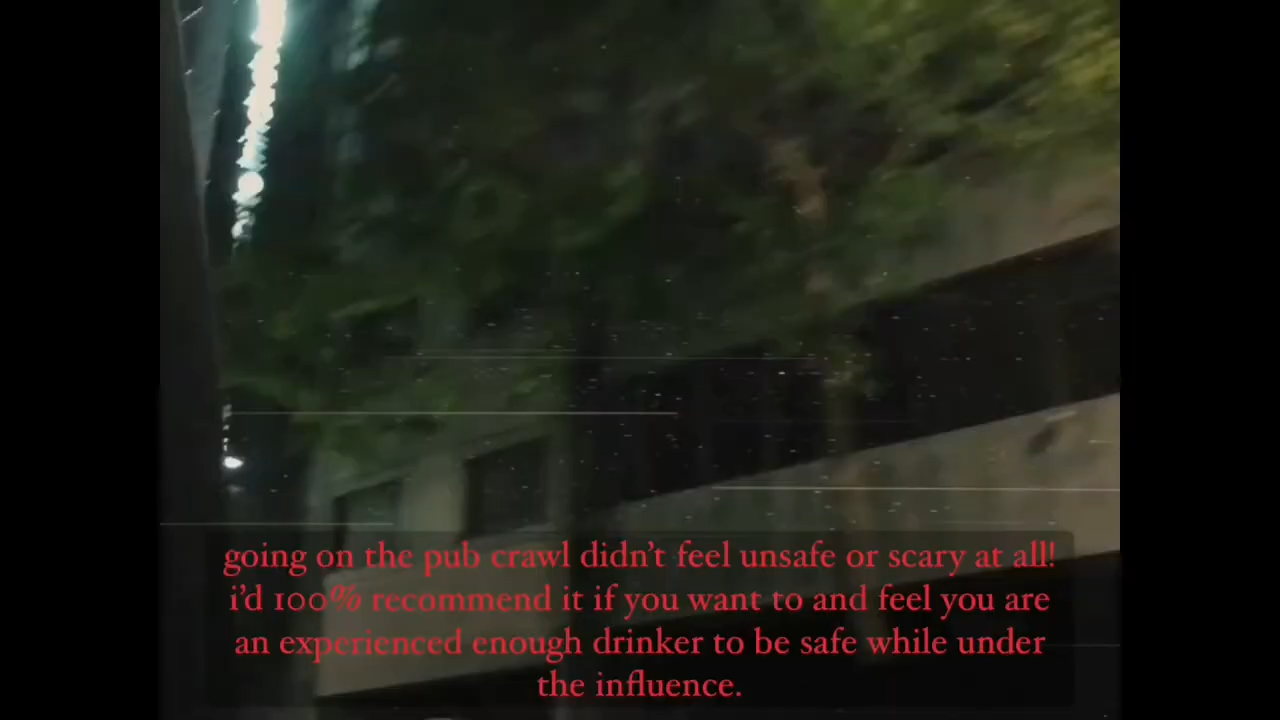 going on the pub crawl didn't feel unsafe or scary at all!
i'd 100% recommend it if you want to and feel you are
an experienced enough drinker to be safe while under
the influence.